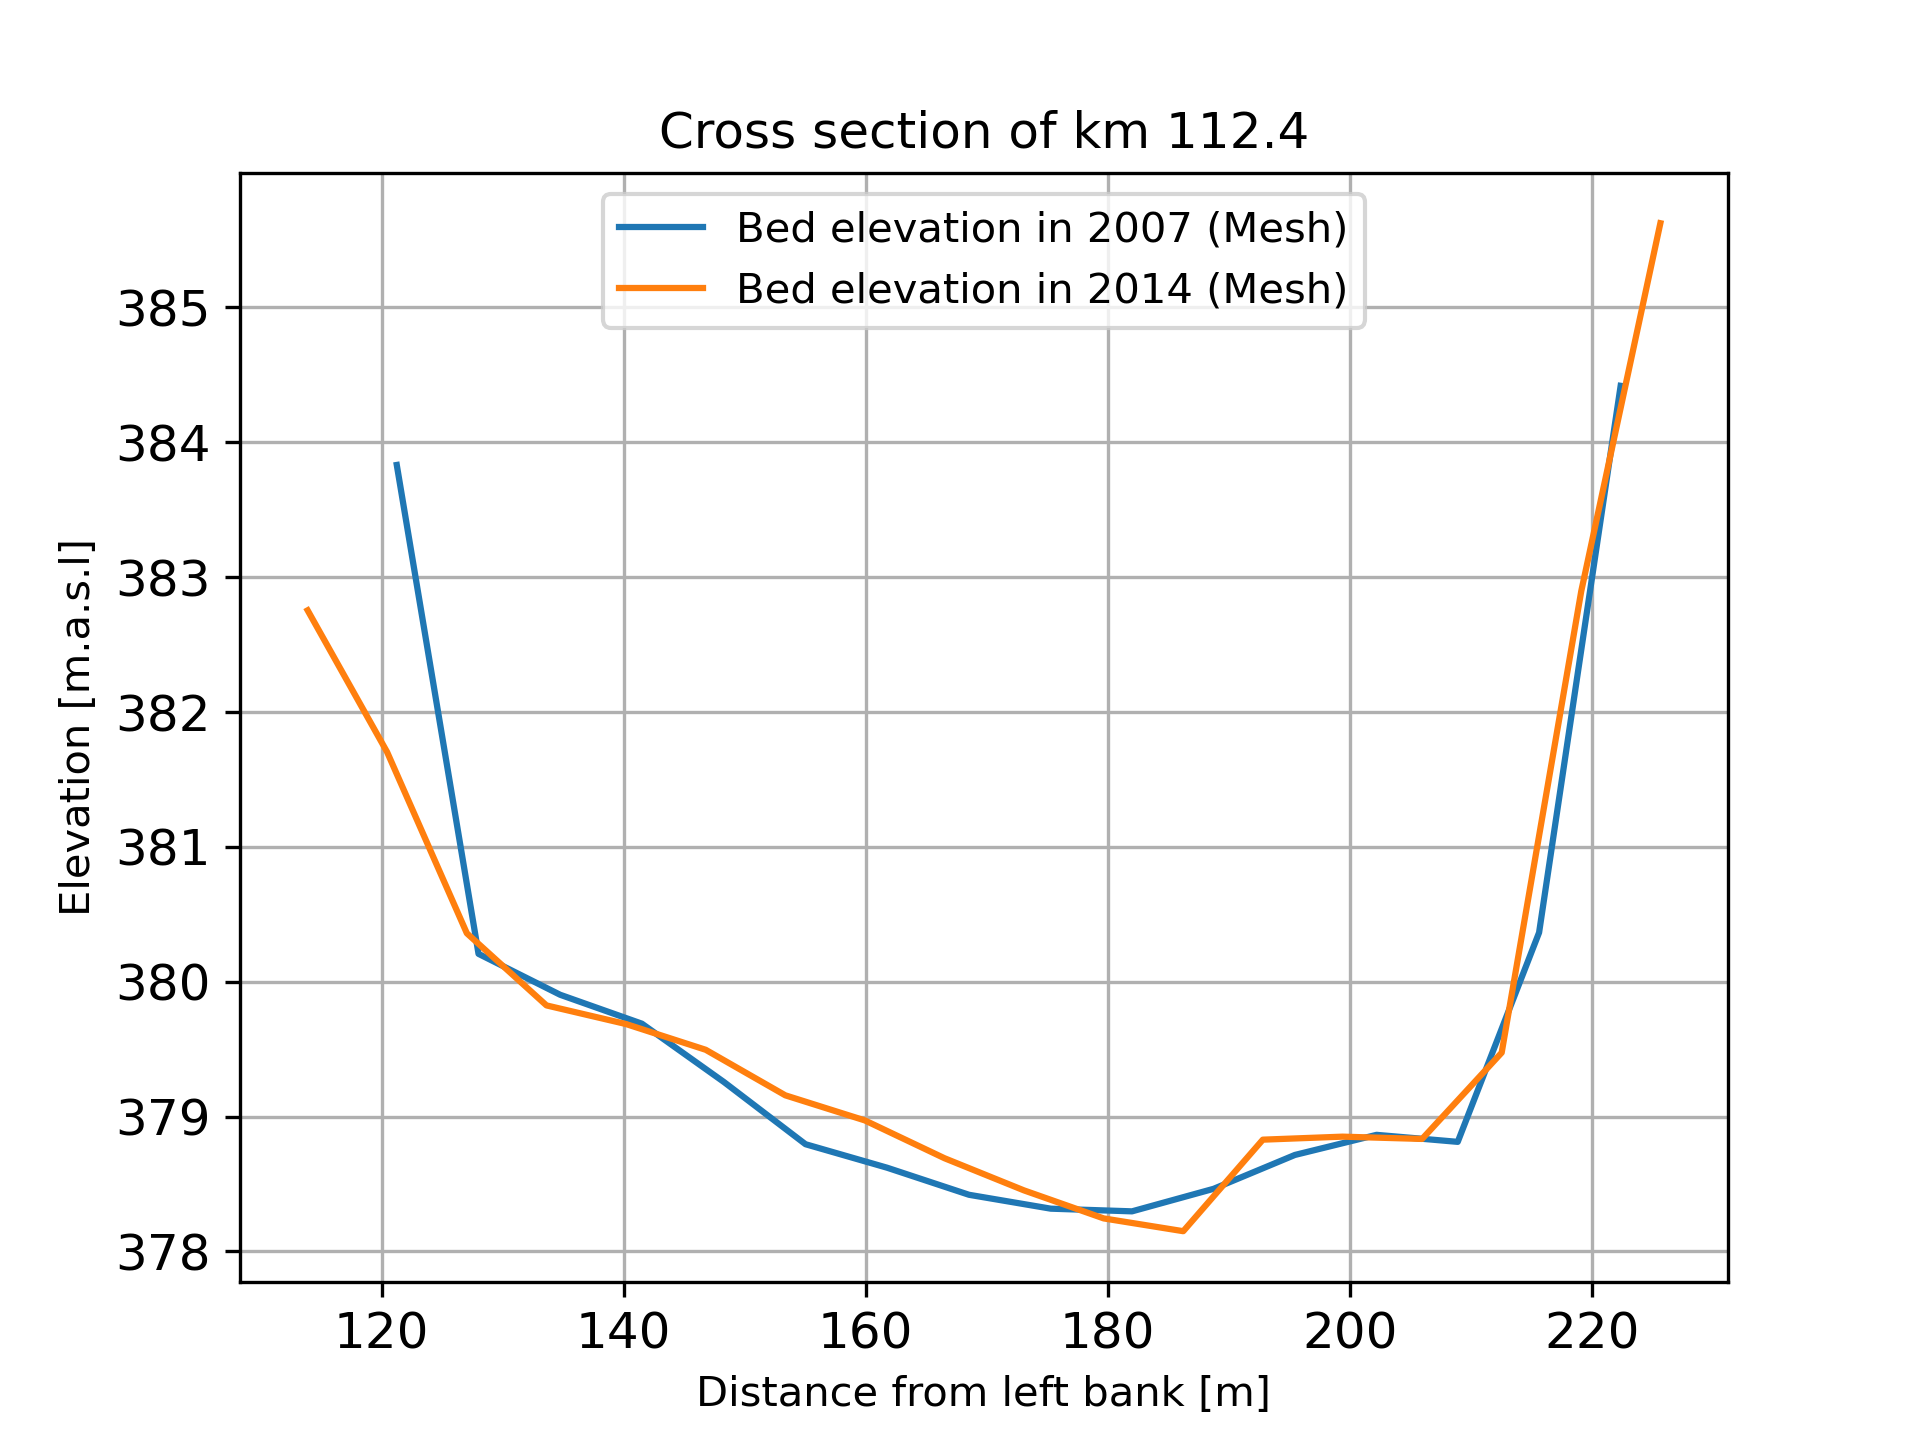 Cross section of km 112.4
Bed elevation in 2007 (Mesh)
Bed elevation in 2014 (Mesh)
Elevation [m.a.s.l]
385
384
383
382
381
380
379
378
120 140 160 180 200 220
Distance from left bank [m]